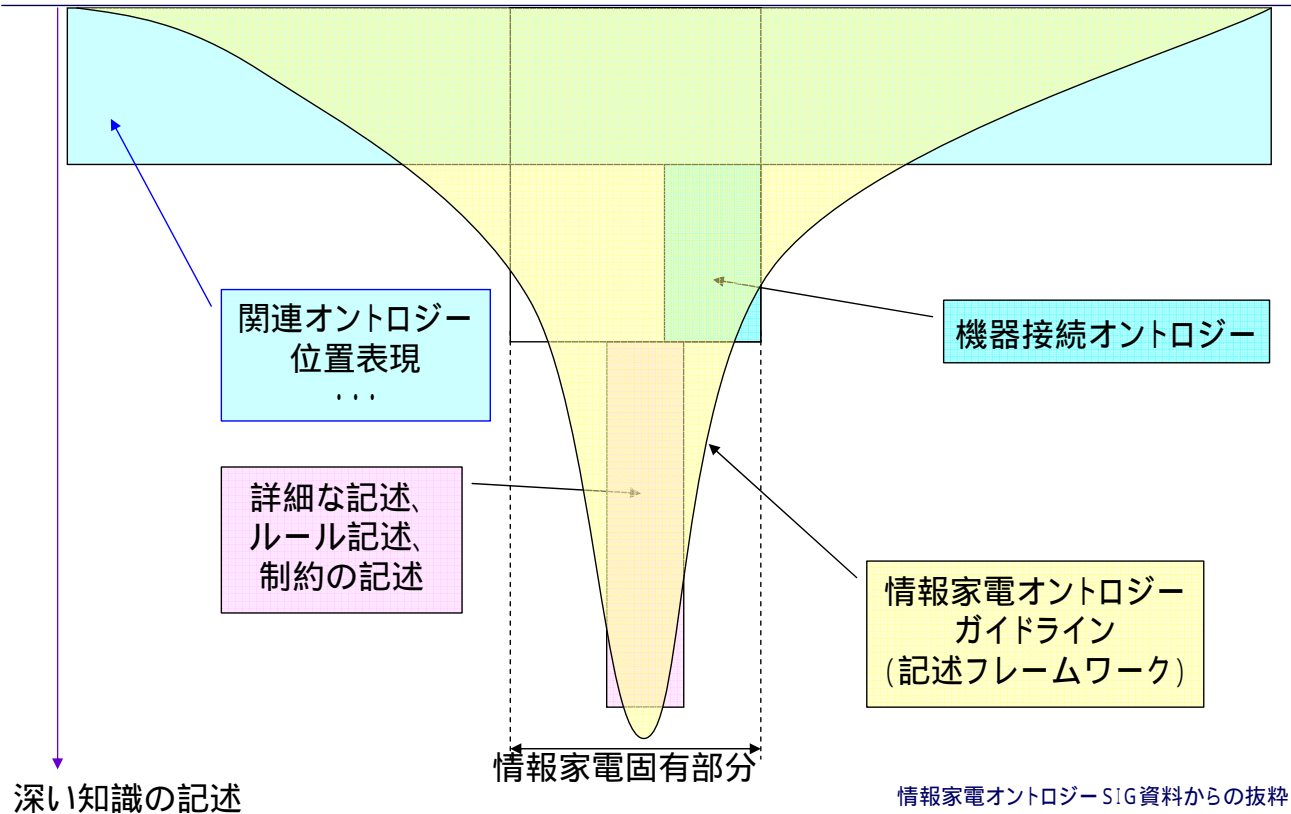 関連オントロジー
位置表現
・・・
機器接続オントロジー
詳細な記述、
ルール記述、
制約の記述
情報家電オントロジー
ガイドライン
(記述フレームワーク)
情報家電固有部分
深い知識の記述
情報家電オントロジーSIG資料からの抜粋